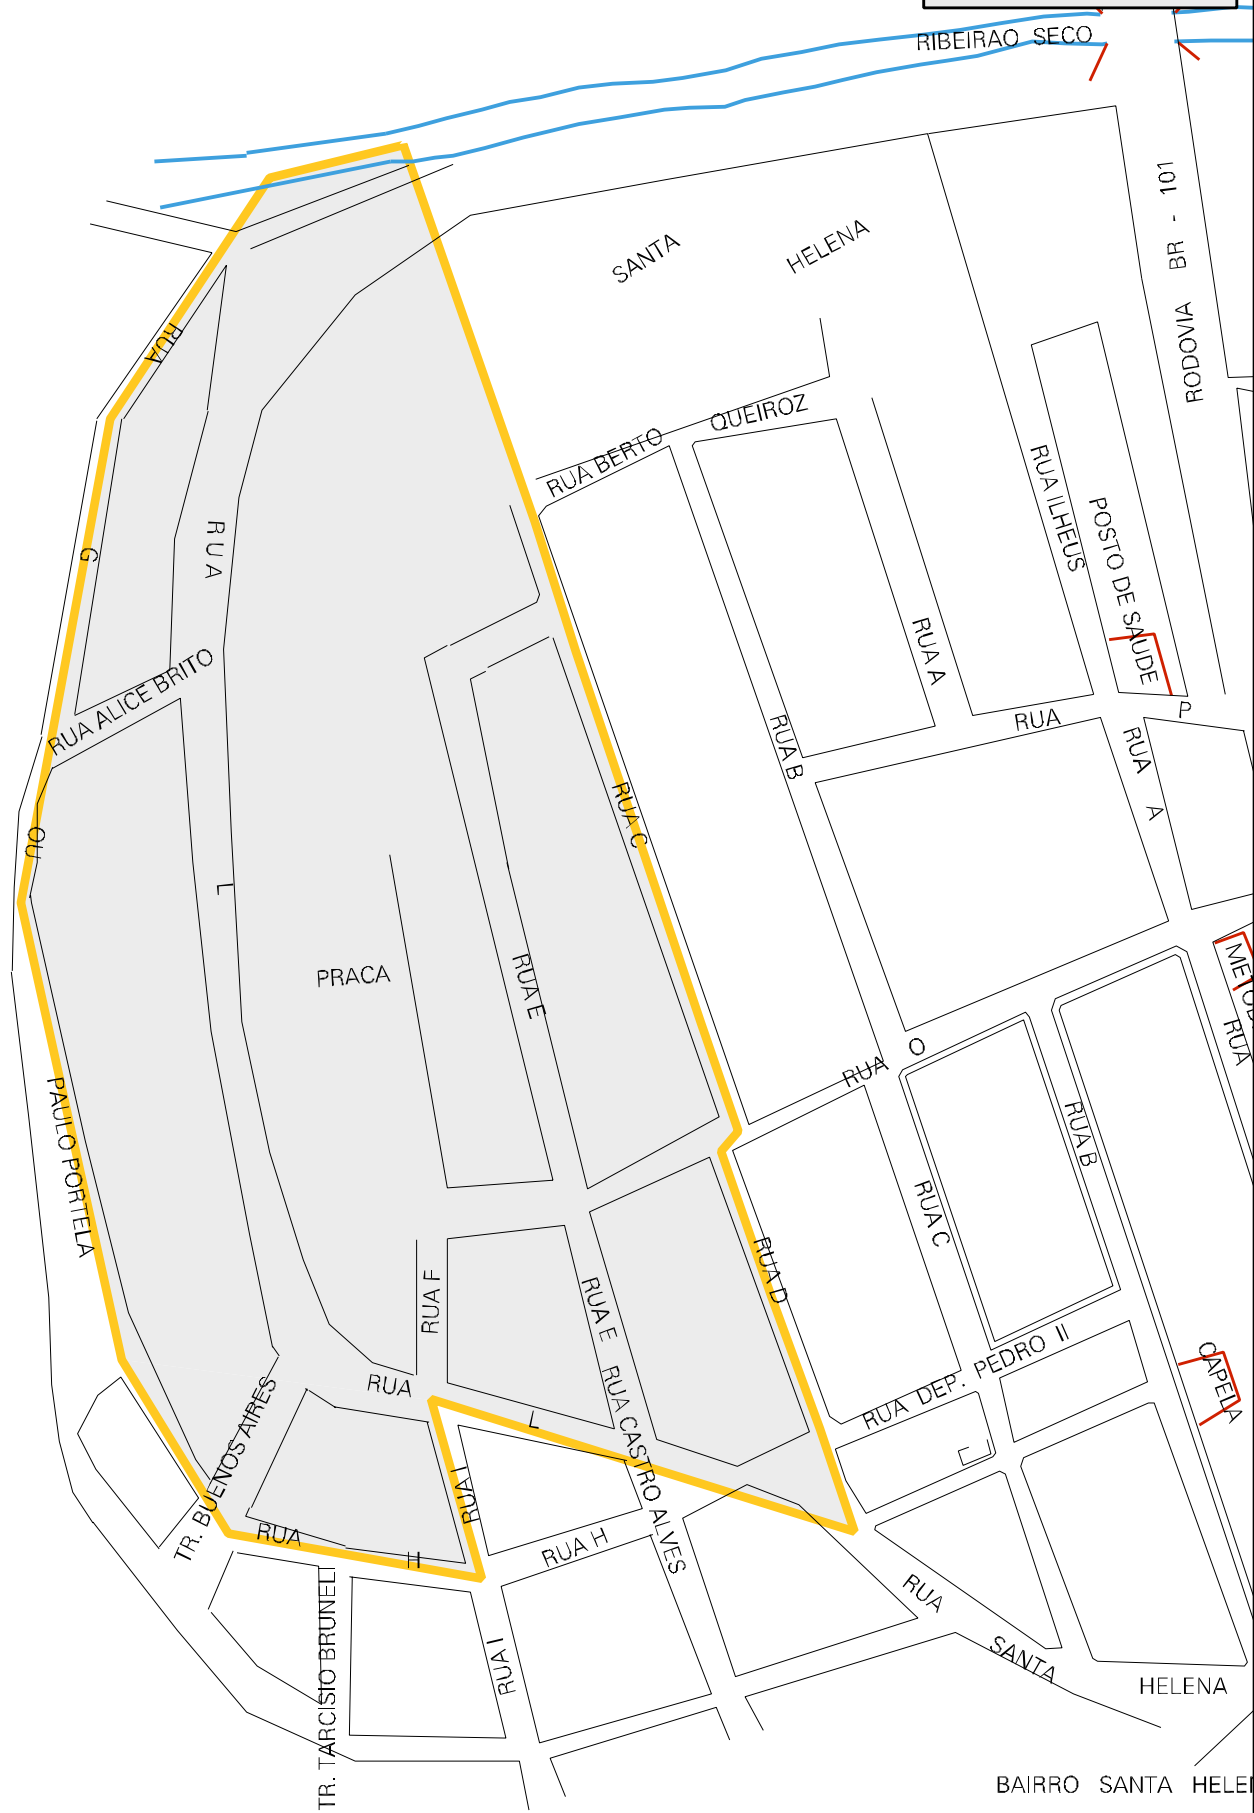 RIBEIRAO SECO
RODOVIA BR - 101
SANTA HELENA
RUA
G
OU
PAULO PORTELA
RUA BERTO QUEIROZ
RUA ILHEUS
POSTO DE SAUDE
RUA
L
RUA ALICE BRITO
RUA A
RUA P
RUA B
RUA A
RUA C
PRACA
RUA E
RUA O
RUA
RUA B
RUA C
RUA D
RUA F
RUA E
RUA DEP. PEDRO II
CAPELA
RUA L
RUA CASTRO ALVES
TR. BUENOS AIRES
RUA I
RUA H
RUA H
RUA I
TR. TARCISIO BRUNELI
RUA SANTA HELENA
BAIRRO SANTA